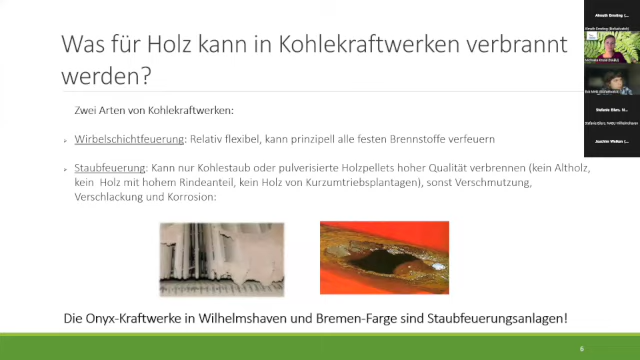 Was für Holz kann in Kohlekraftwerken verbrannt
werden?
Zwei Arten von Kohlekraftwerken:
Wirbelschichtfeuerung: Relativ flexibel, kann prinzipell alle festen Brennstoffe verfeuern
Staubfeuerung: Kann nur Kohlestaub oder pulverisierte Holzpellets hoher Qualität verbrennen (kein Altholz,
kein Holz mit hohem Rindeanteil, kein Holz von Kurzumtriebsplantagen), sonst Verschmutzung,
Verschlackung und Korrosion:
Die Onyx-Kraftwerke in Wilhelmshaven und Bremen-Farge sind Staubfeuerungsanlagen!
6